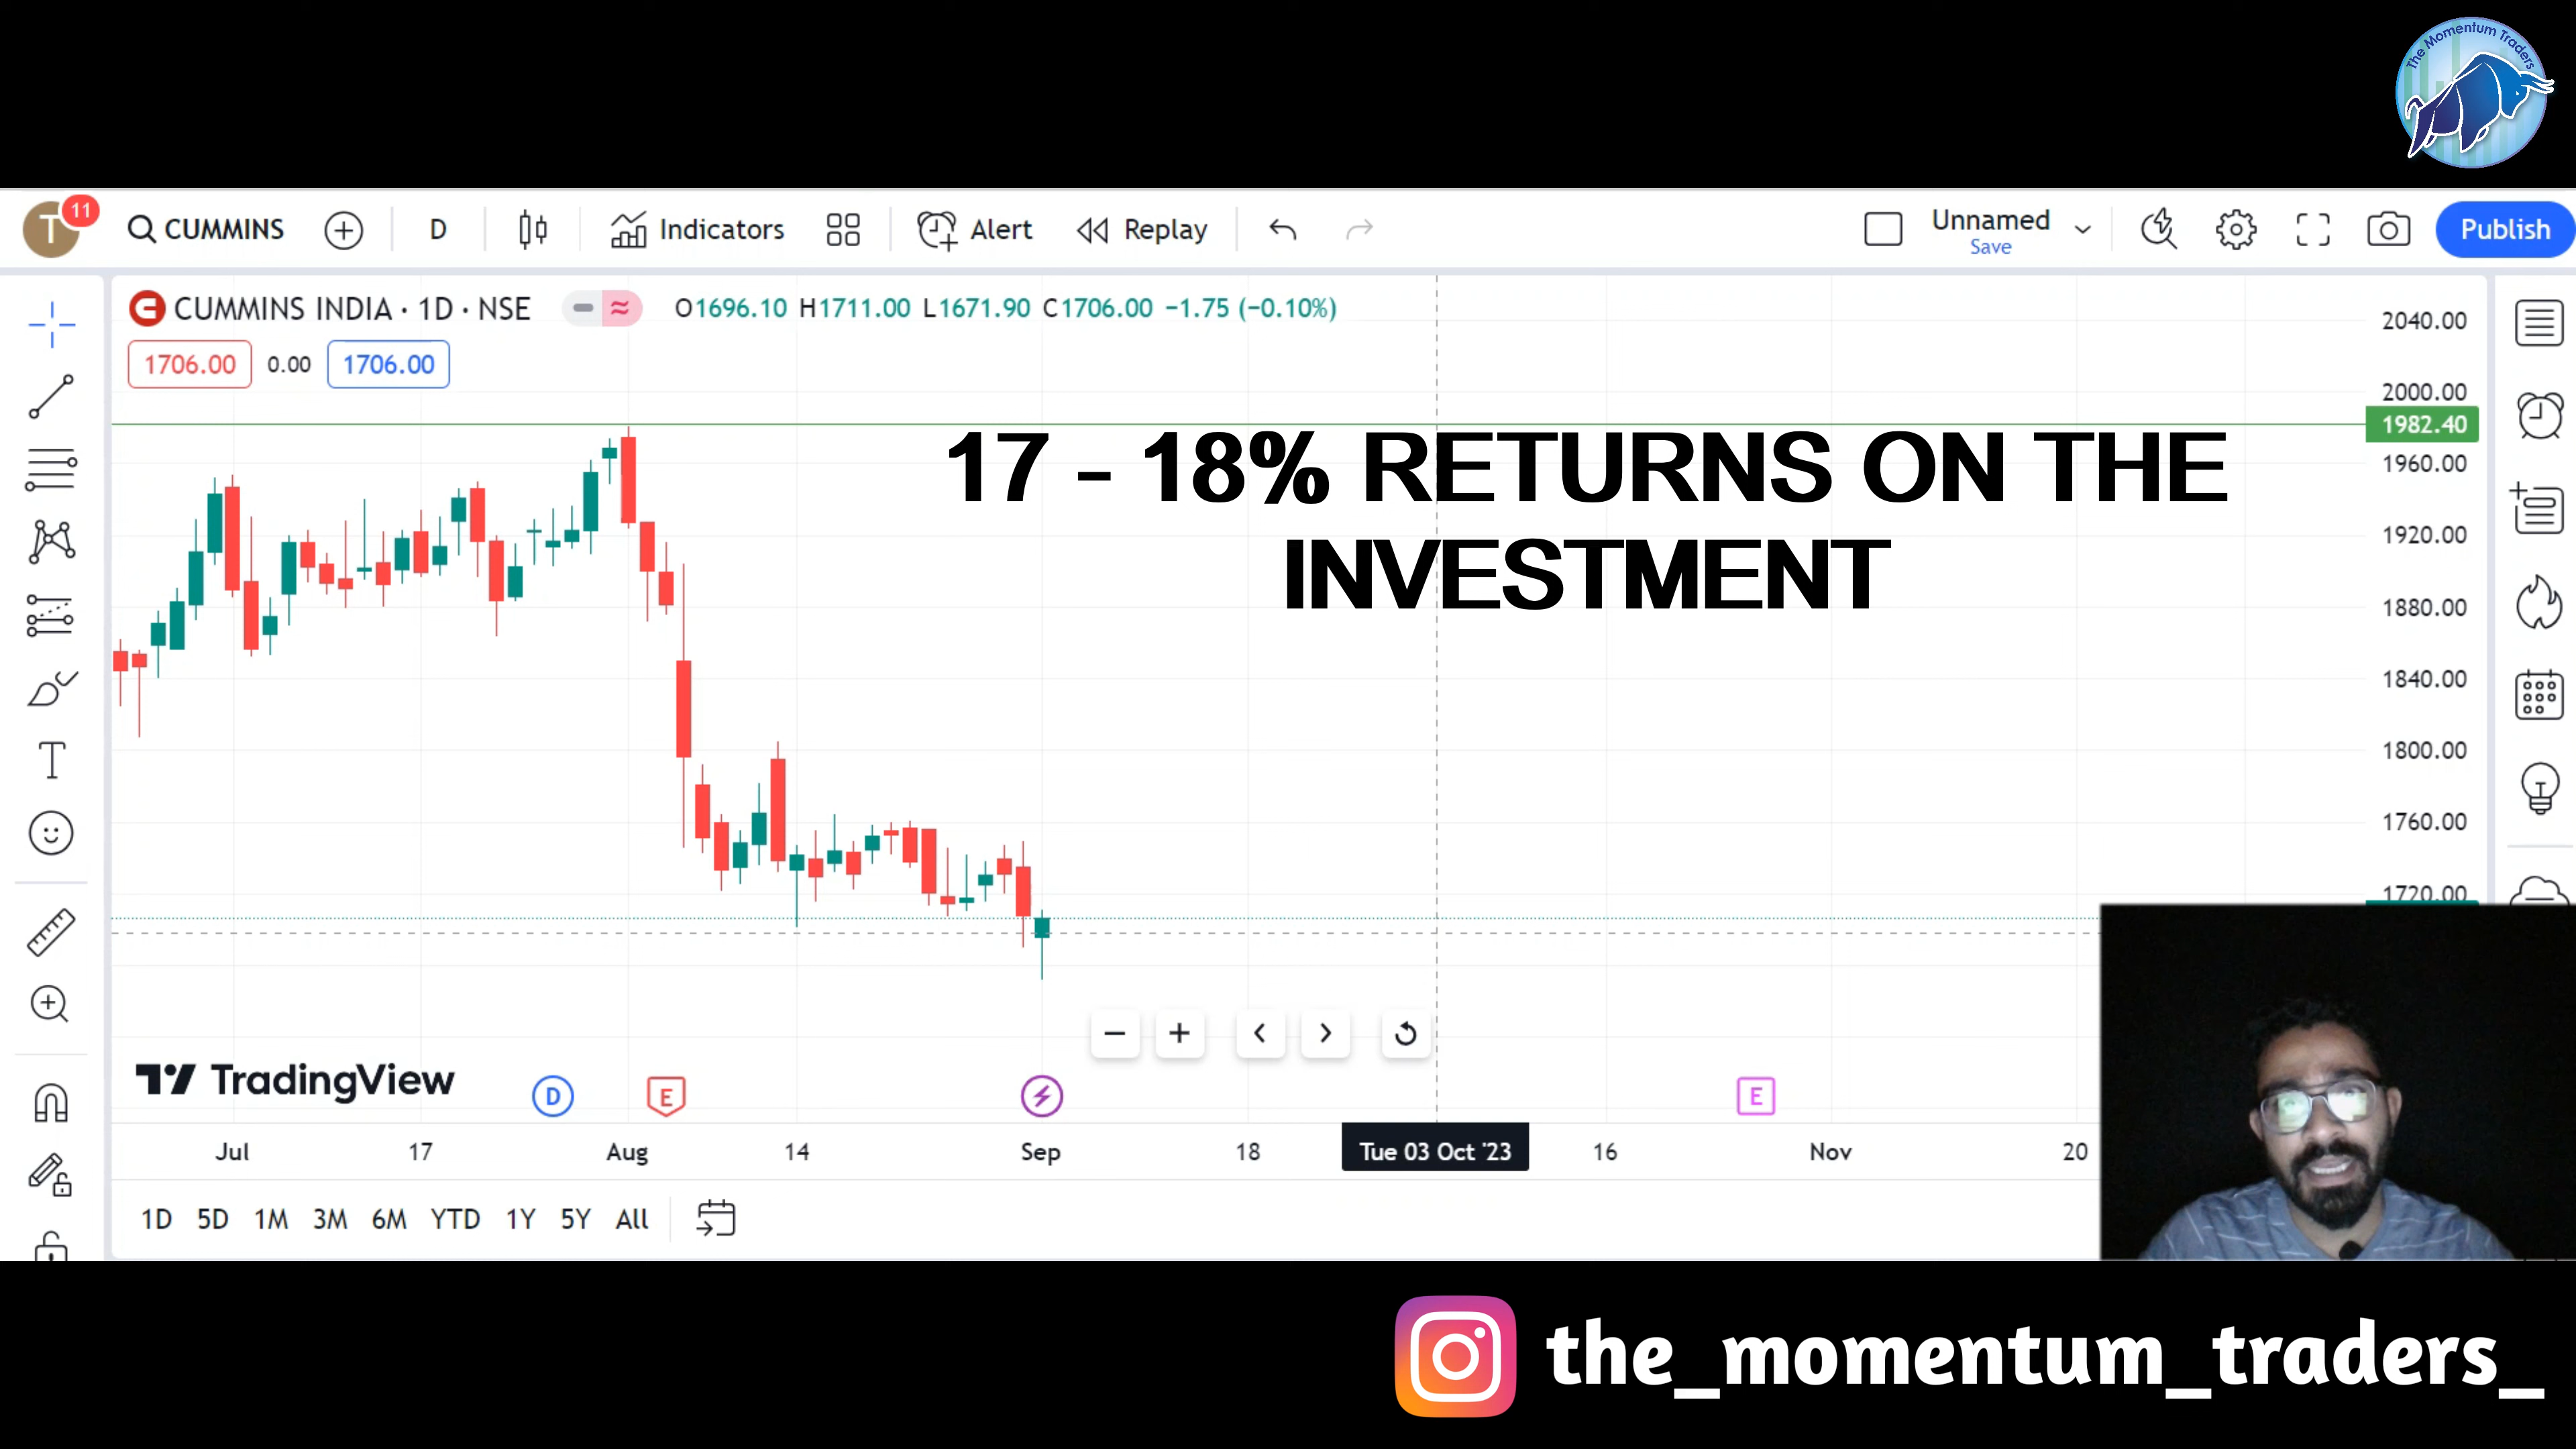 The Momentum Traders
T 11 CUMMINS D Indicators Alert Replay Unnamed Save Publish
CUMMINS INDIA · 1D · NSE O1696.10 H1711.00 L1671.90 C1706.00 −1.75 (−0.10%)
1706.00 0.00 1706.00
2040.00
2000.00
1982.40
1960.00
1920.00
1880.00
1840.00
1800.00
1760.00
1720.00
17 - 18% RETURNS ON THE
INVESTMENT
TradingView
D E E
Jul 17 Aug 14 Sep 18 Tue 03 Oct '23 16 Nov 20
1D 5D 1M 3M 6M YTD 1Y 5Y All
the_momentum_traders_